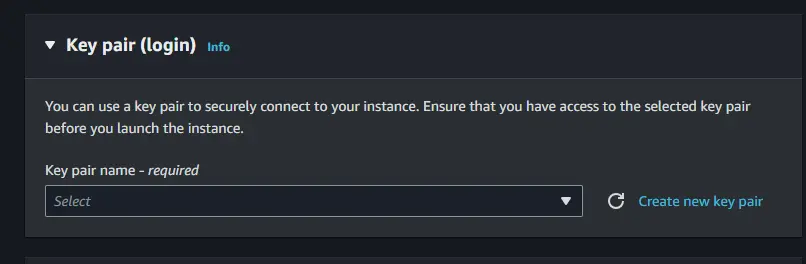 Key pair (login) Info
You can use a key pair to securely connect to your instance. Ensure that you have access to the selected key pair
before you launch the instance.
Key pair name - required
Select
Create new key pair